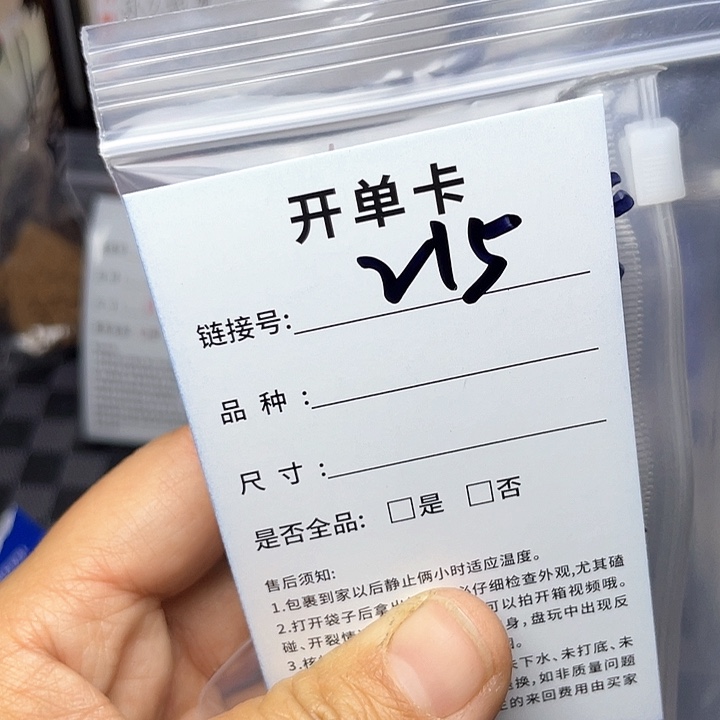 开单卡
链接号: 215
品种:
尺寸:
是否全品: □是 □否
售后须知:
1.包裹到家以后静止俩小时适应温度。
2.打开袋子后拿出 仔细检查外观,尤其磕
碰、开裂情 可以拍开箱视频哦。
3.核 身,盘玩中出现反
未下水、未打底、未
换,如非质量问题
的来回费用由买家